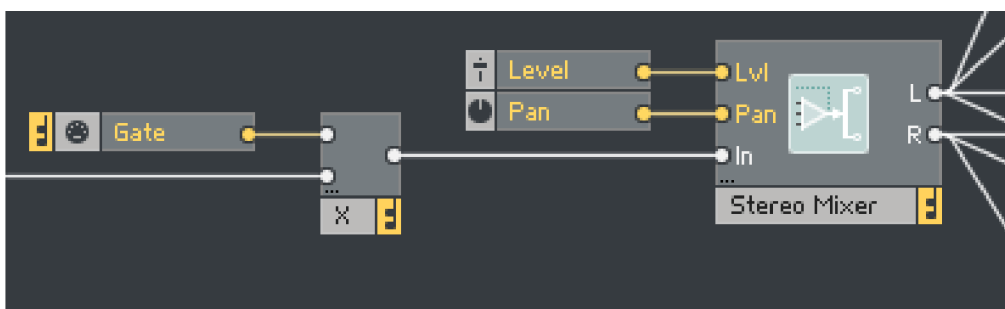 Level
Pan
Gate
...
X
Lvl
Pan
In
...
L
R
Stereo Mixer